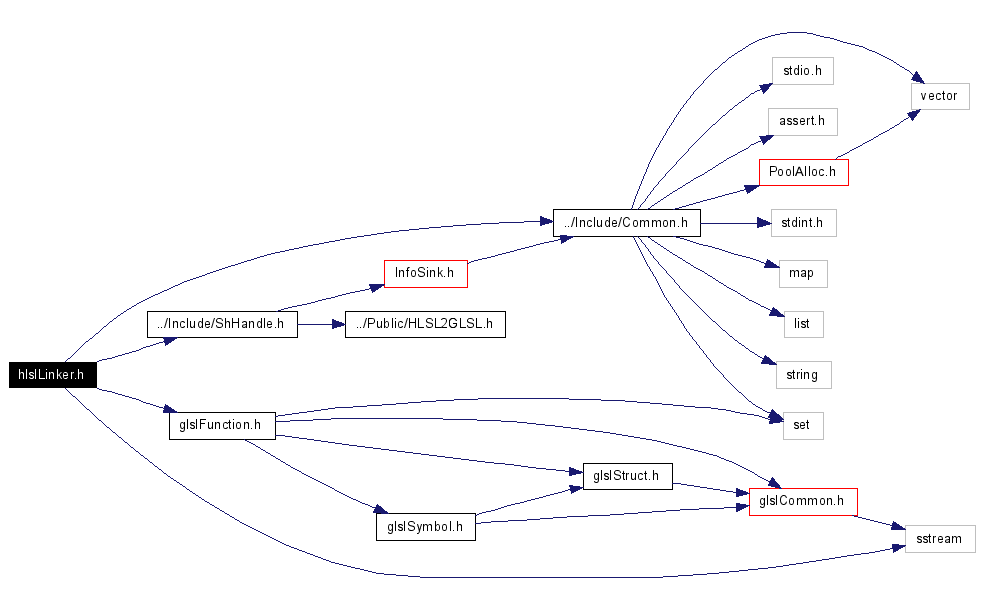 stdio.h
vector
assert.h
PoolAlloc.h
../Include/Common.h
stdint.h
InfoSink.h
map
../Include/ShHandle.h
../Public/HLSL2GLSL.h
list
hlslLinker.h
string
glslFunction.h
set
glslStruct.h
glslCommon.h
glslSymbol.h
sstream